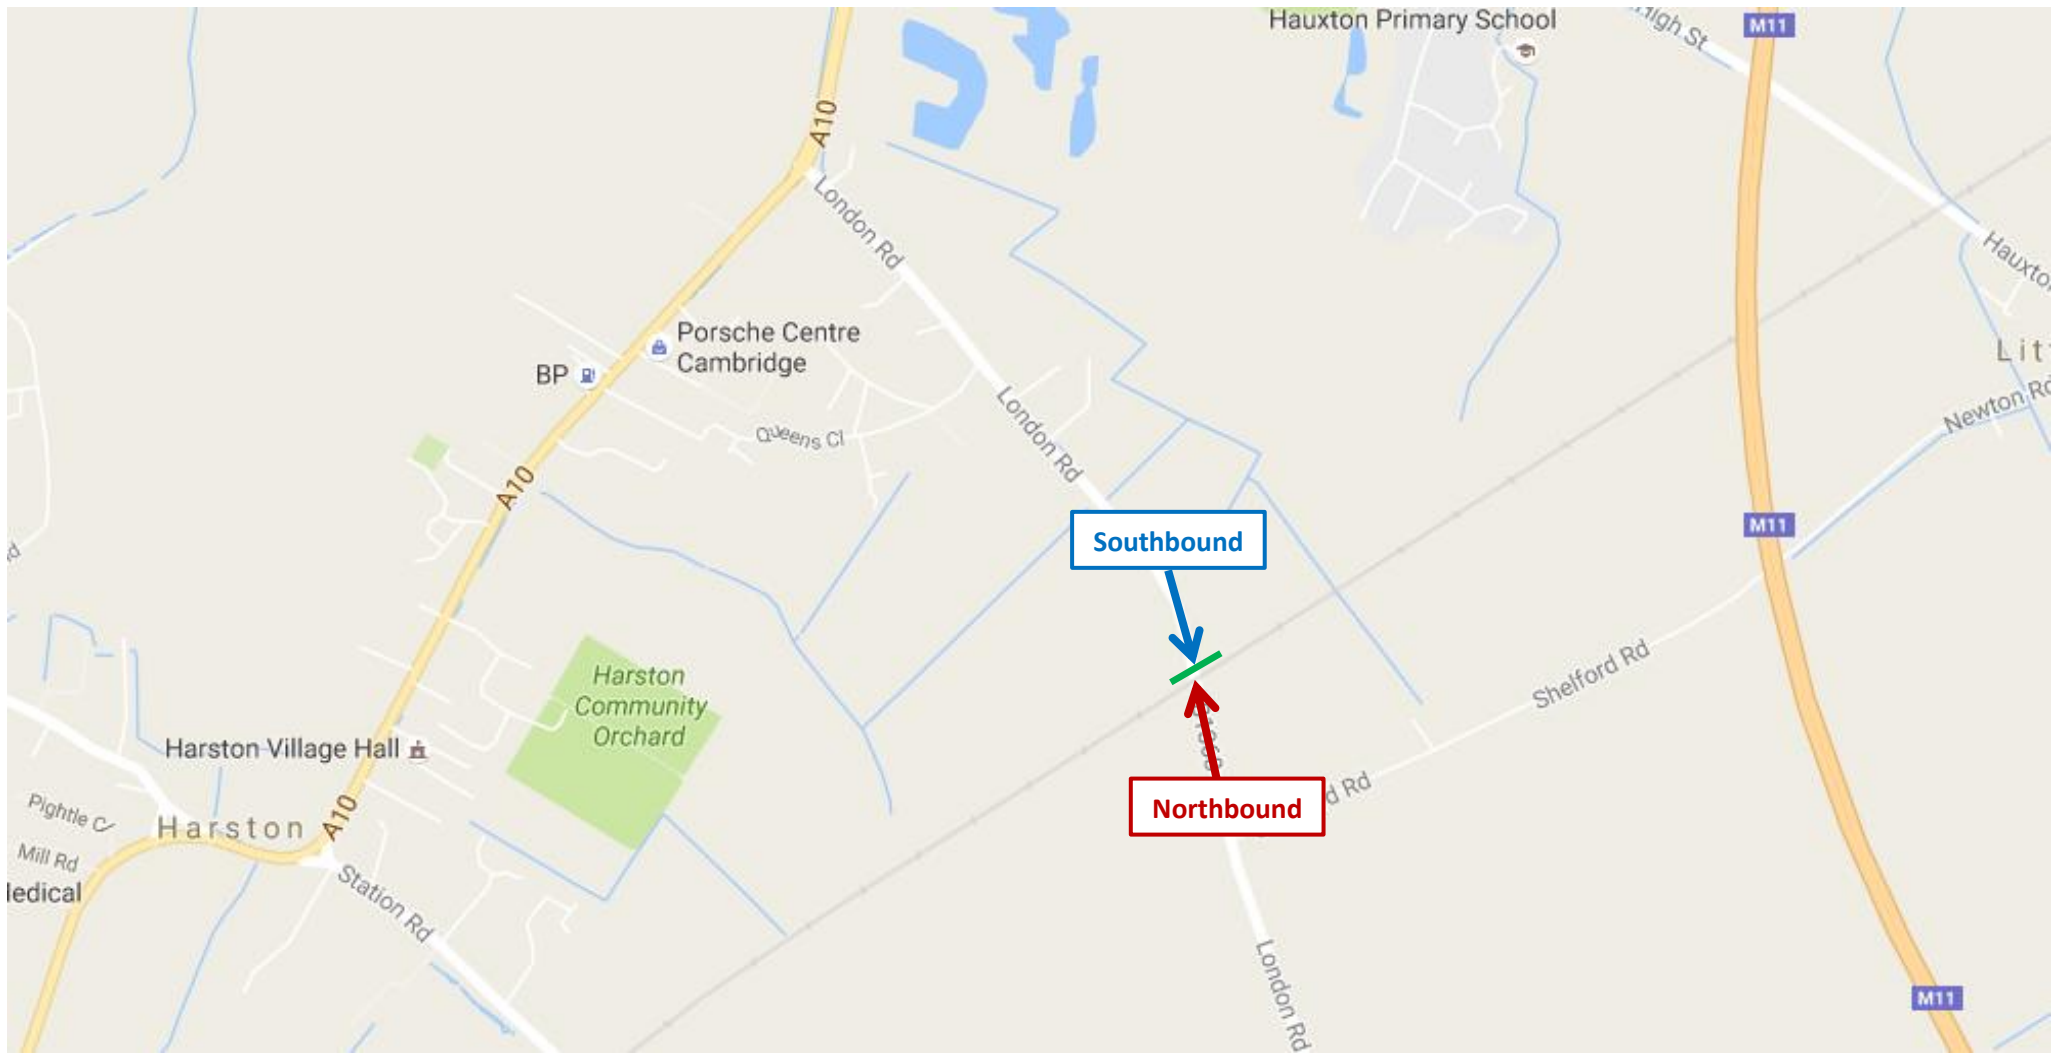 Hauxton Primary School
High St
M11
A10
London Rd
Hauxto
Porsche Centre
Cambridge
BP
Lit
Newton Rd
London Rd
Queens Cl
A10
M11
Southbound
Shelford Rd
Harston
Community
Orchard
Harston Village Hall
Northbound
d Rd
Pightle Cl
Harston
A10
Mill Rd
ledical
Station Rd
London Rd
M11